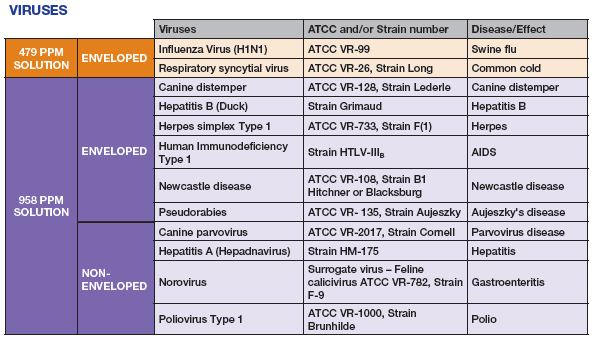 VIRUSES
Viruses ATCC and/or Strain number Disease/Effect
479 PPM SOLUTION ENVELOPED Influenza Virus (H1N1) ATCC VR-99 Swine flu
Respiratory syncytial virus ATCC VR-26, Strain Long Common cold
958 PPM SOLUTION ENVELOPED Canine distemper ATCC VR-128, Strain Lederle Canine distemper
Hepatitis B (Duck) Strain Grimaud Hepatitis B
Herpes simplex Type 1 ATCC VR-733, Strain F(1) Herpes
Human Immunodeficiency
Type 1 Strain HTLV-IIIB AIDS
Newcastle disease ATCC VR-108, Strain B1
Hitchner or Blacksburg Newcastle disease
Pseudorabies ATCC VR- 135, Strain Aujeszky Aujeszky's disease
NON-
ENVELOPED Canine parvovirus ATCC VR-2017, Strain Cornell Parvovirus disease
Hepatitis A (Hepadnavirus) Strain HM-175 Hepatitis
Norovirus Surrogate virus – Feline
calicivirus ATCC VR-782, Strain
F-9 Gastroenteritis
Poliovirus Type 1 ATCC VR-1000, Strain
Brunhilde Polio